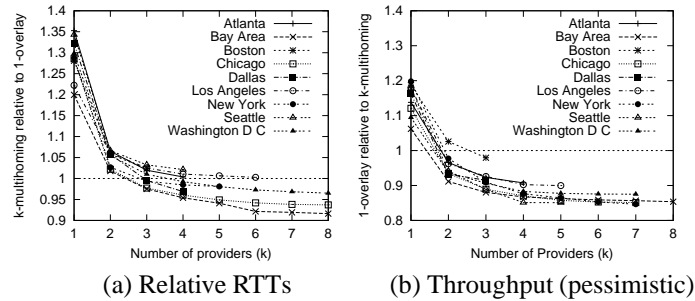 k-multihoming relative to 1-overlay
1.4
1.35
1.3
1.25
1.2
1.15
1.1
1.05
1
0.95
0.9
Atlanta
Bay Area
Boston
Chicago
Dallas
Los Angeles
New York
Seattle
Washington D C
1 2 3 4 5 6 7 8
Number of providers (k)
(a) Relative RTTs
1-overlay relative to k-multihoming
1.4
1.3
1.2
1.1
1
0.9
0.8
Atlanta
Bay Area
Boston
Chicago
Dallas
Los Angeles
New York
Seattle
Washington D C
1 2 3 4 5 6 7 8
Number of Providers (k)
(b) Throughput (pessimistic)